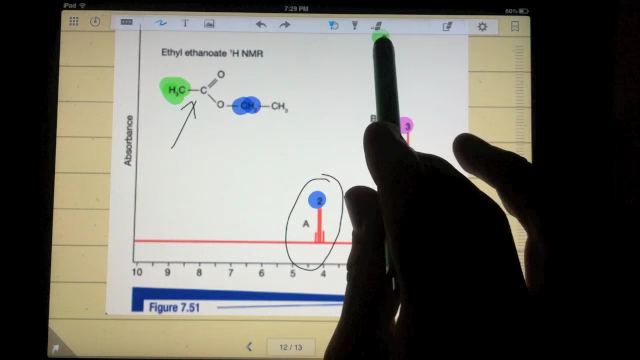 iPad
7:29 PM
80%
T
Ethyl ethanoate ¹H NMR
O
H₃C C
O CH₂ CH₃
B
3
Absorbance
2
A
10 9 8 7 6 5 4
Figure 7.51
12 / 13